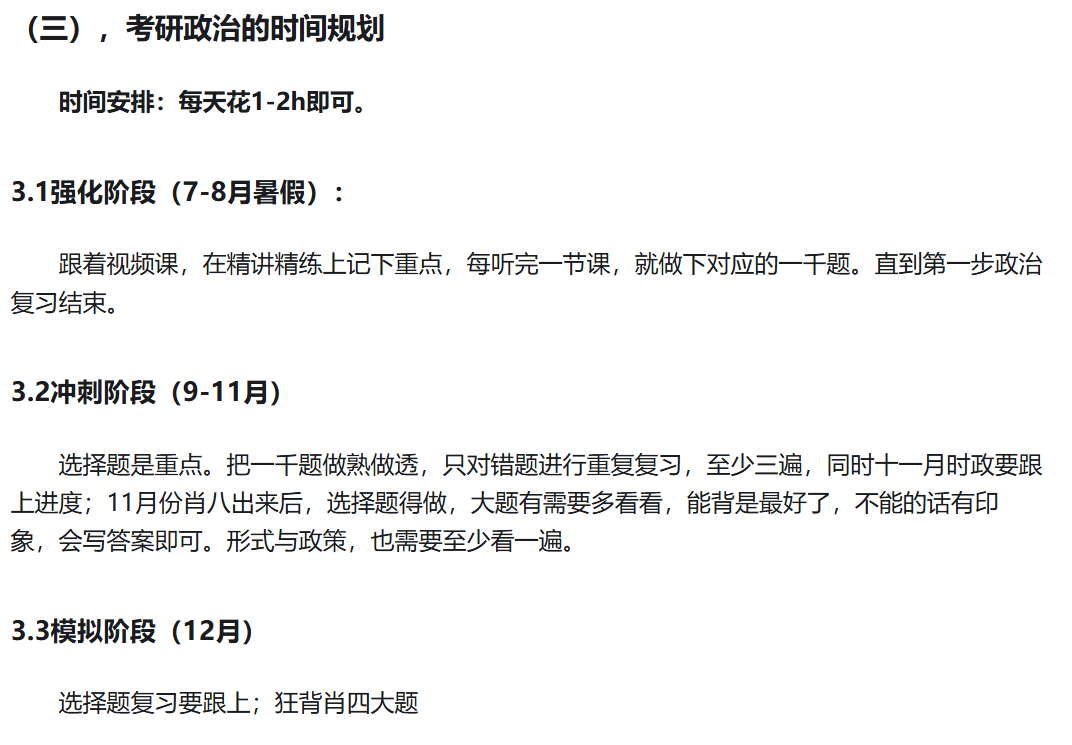 （三），考研政治的时间规划
时间安排：每天花1-2h即可。
3.1强化阶段（7-8月暑假）：
跟着视频课，在精讲精练上记下重点，每听完一节课，就做下对应的一千题。直到第一步政治
复习结束。
3.2冲刺阶段（9-11月）
选择题是重点。把一千题做熟做透，只对错题进行重复复习，至少三遍，同时十一月时政要跟
上进度；11月份肖八出来后，选择题得做，大题有需要多看看，能背是最好了，不能的话有印
象，会写答案即可。形式与政策，也需要至少看一遍。
3.3模拟阶段（12月）
选择题复习要跟上；狂背肖四大题